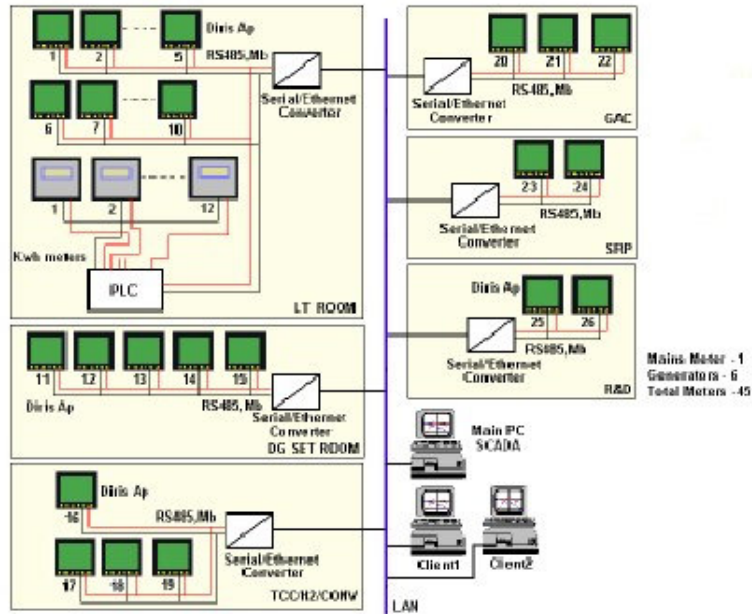 Diris Ap
1 2 5 RS485,Mb
Serial/Ethernet
Converter
6 7 10
1 2 12
Kwh meters
PLC
LT ROOM
11 12 13 14 15
Diris Ap RS485, Mb
Serial/Ethernet
Converter
DG SET ROOM
Diris Ap
16 RS485,Mb
17 18 19
Serial/Ethernet
Converter
TCC/R2/CONV
20 21 22
RS485,Mb
Serial/Ethernet
Converter
GAC
23 24
RS485,Mb
Serial/Ethernet
Converter
SRP
Diris Ap
25 26
RS485,Mb
Serial/Ethernet
Converter
R&D
Mains Meter - 1
Generators - 6
Total Meters - 45
Main PC
SCADA
Client1 Client2
LAN